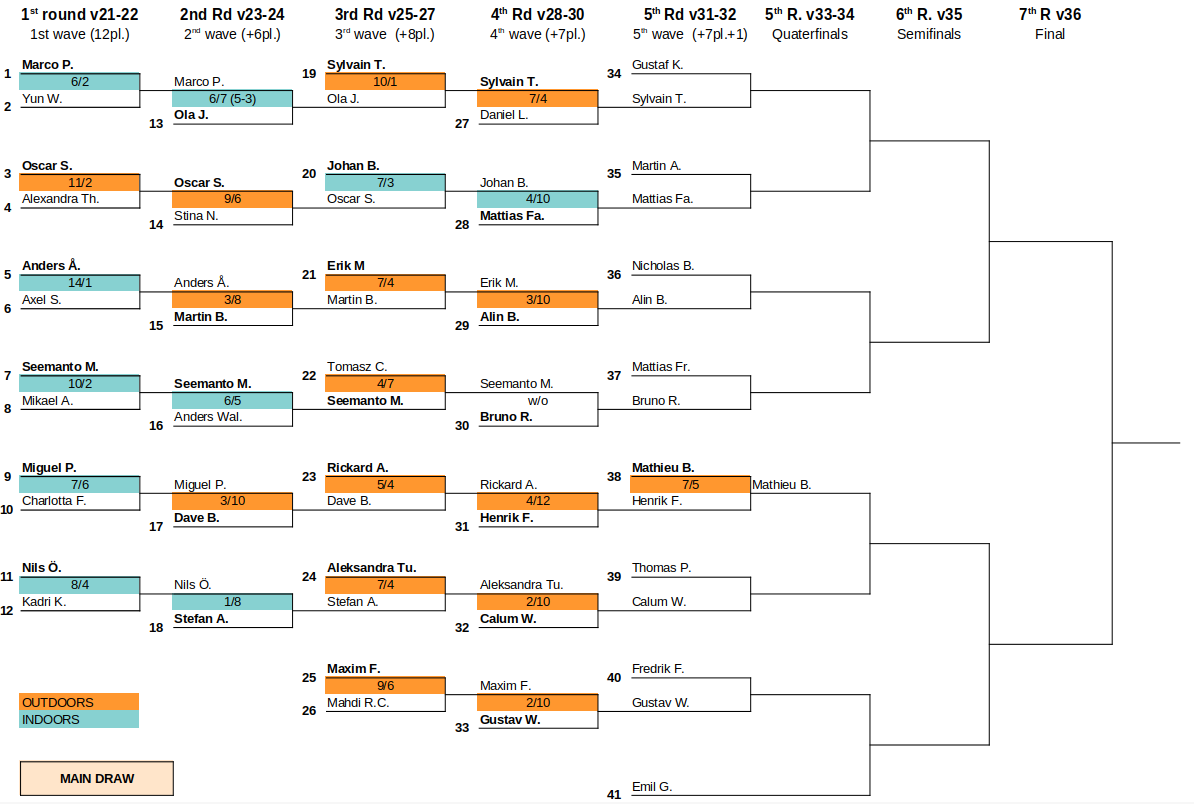 1st round v21-22
1st wave (12pl.)
2nd Rd v23-24
2nd wave (+6pl.)
3rd Rd v25-27
3rd wave (+8pl.)
4th Rd v28-30
4th wave (+7pl.)
5th Rd v31-32
5th wave (+7pl.+1)
5th R. v33-34
Quaterfinals
6th R. v35
Semifinals
7th R v36
Final
1
Marco P.
6/2
2
Yun W.
3
Oscar S.
11/2
4
Alexandra Th.
5
Anders Å.
14/1
6
Axel S.
7
Seemanto M.
10/2
8
Mikael A.
9
Miguel P.
7/6
10
Charlotta F.
11
Nils Ö.
8/4
12
Kadri K.
Marco P.
6/7 (5-3)
Ola J.
13
Oscar S.
9/6
Stina N.
14
Anders Å.
3/8
Martin B.
15
Seemanto M.
6/5
Anders Wal.
16
Miguel P.
3/10
Dave B.
17
Nils Ö.
1/8
Stefan A.
18
19
Sylvain T.
10/1
Ola J.
20
Johan B.
7/3
Oscar S.
21
Erik M
7/4
Martin B.
22
Tomasz C.
4/7
Seemanto M.
23
Rickard A.
5/4
Dave B.
24
Aleksandra Tu.
7/4
Stefan A.
25
Maxim F.
9/6
26
Mahdi R.C.
Sylvain T.
7/4
Daniel L.
27
Johan B.
4/10
Mattias Fa.
28
Erik M.
3/10
Alin B.
29
Seemanto M.
w/o
Bruno R.
30
Rickard A.
4/12
Henrik F.
31
Aleksandra Tu.
2/10
Calum W.
32
Maxim F.
2/10
Gustav W.
33
34
Gustaf K.
Sylvain T.
35
Martin A.
Mattias Fa.
36
Nicholas B.
Alin B.
37
Mattias Fr.
Bruno R.
38
Mathieu B.
7/5
Henrik F.
39
Thomas P.
Calum W.
40
Fredrik F.
Gustav W.
41
Emil G.
Mathieu B.
OUTDOORS
INDOORS
MAIN DRAW